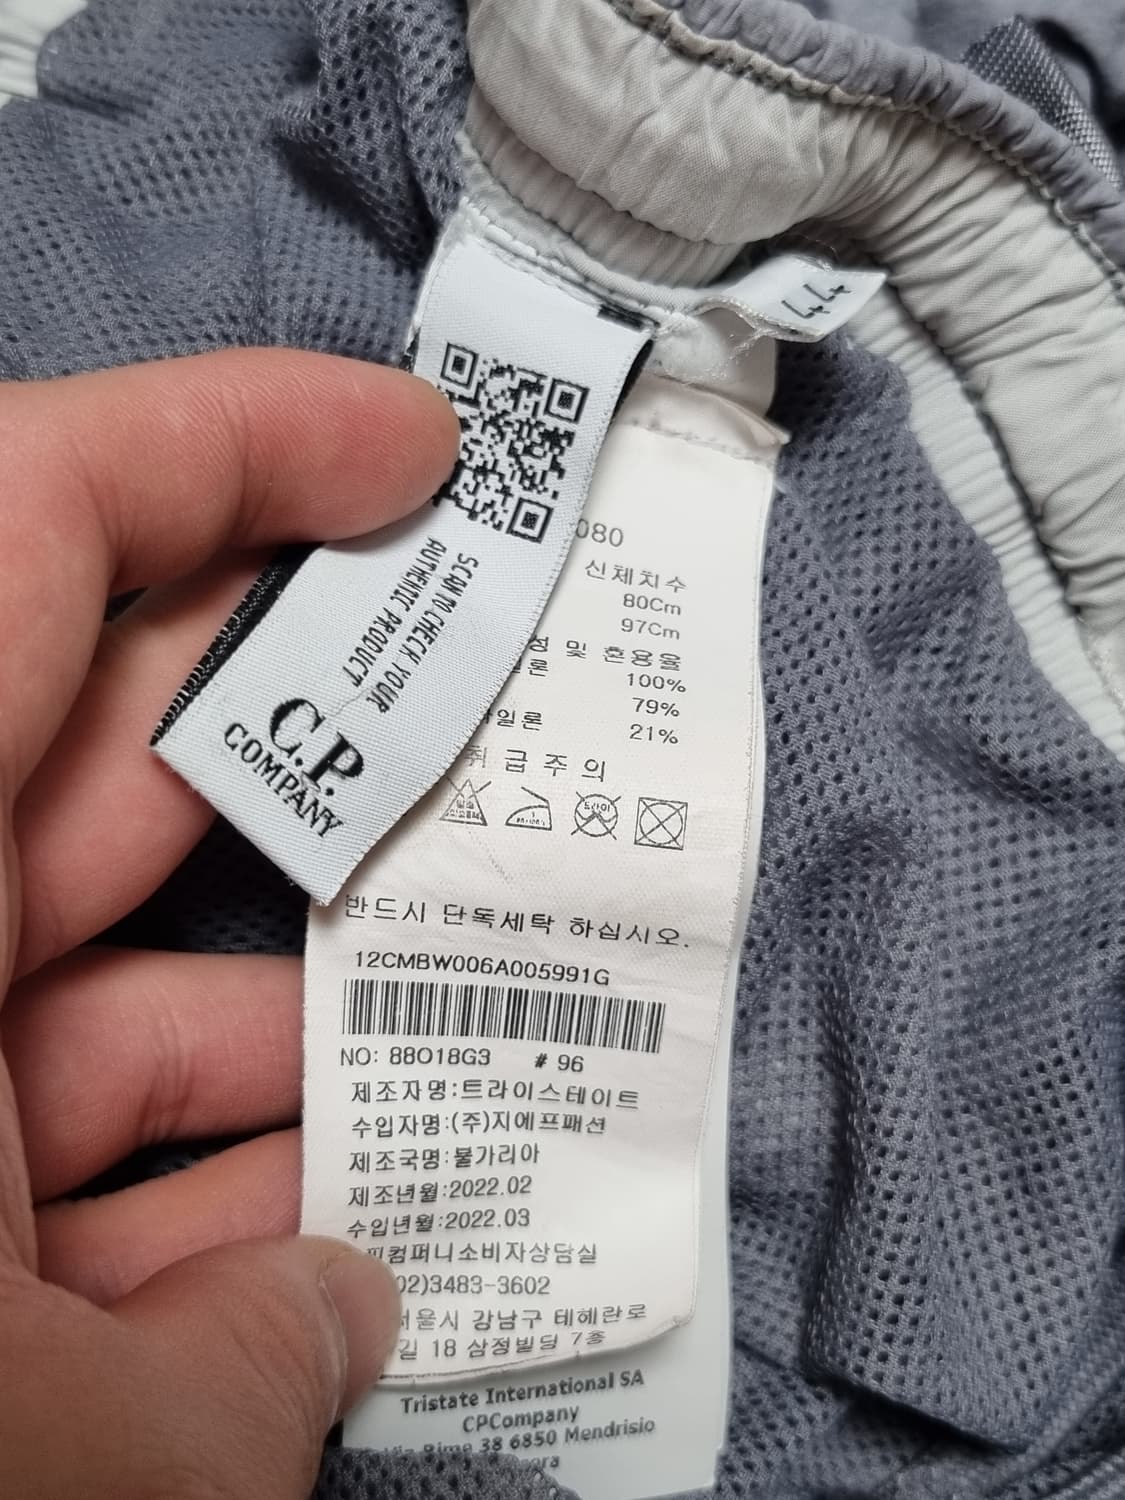 44
SCAN TO CHECK YOUR
AUTHENTIC PRODUCT
C.P.
COMPANY
080
신체치수
80Cm
97Cm
및 혼용율
100%
79%
21%
취급주의
드라이
반드시 단독세탁 하십시오.
12CMBW006A005991G
NO: 88O18G3 # 96
제조자명:트라이스테이트
수입자명:(주)지에프패션
제조국명:불가리아
제조년월:2022.02
수입년월:2022.03
컴퍼니소비자상담실
02)3483-3602
서울시 강남구 테헤란로
길 18 삼정빌딩 7층
Tristate International SA
CPCompany
38 6850 Mendrisio